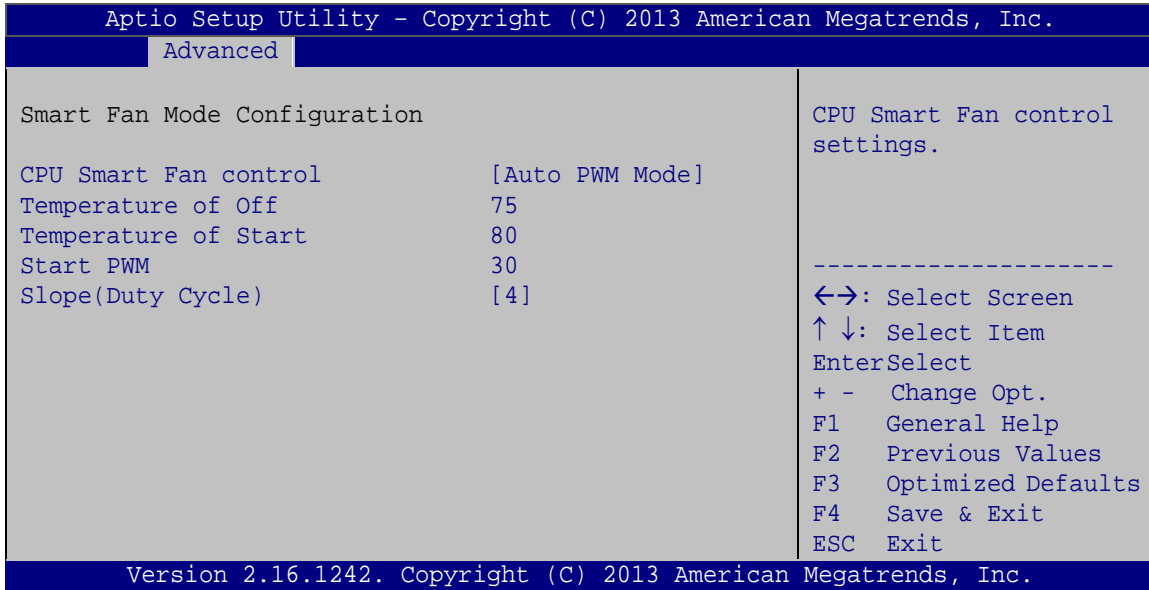 Aptio Setup Utility – Copyright (C) 2013 American Megatrends, Inc.
Advanced
Smart Fan Mode Configuration
CPU Smart Fan control [Auto PWM Mode]
Temperature of Off 75
Temperature of Start 80
Start PWM 30
Slope(Duty Cycle) [4]
CPU Smart Fan control
settings.
---------------------
←→: Select Screen
↑ ↓: Select Item
EnterSelect
+ - Change Opt.
F1 General Help
F2 Previous Values
F3 Optimized Defaults
F4 Save & Exit
ESC Exit
Version 2.16.1242. Copyright (C) 2013 American Megatrends, Inc.